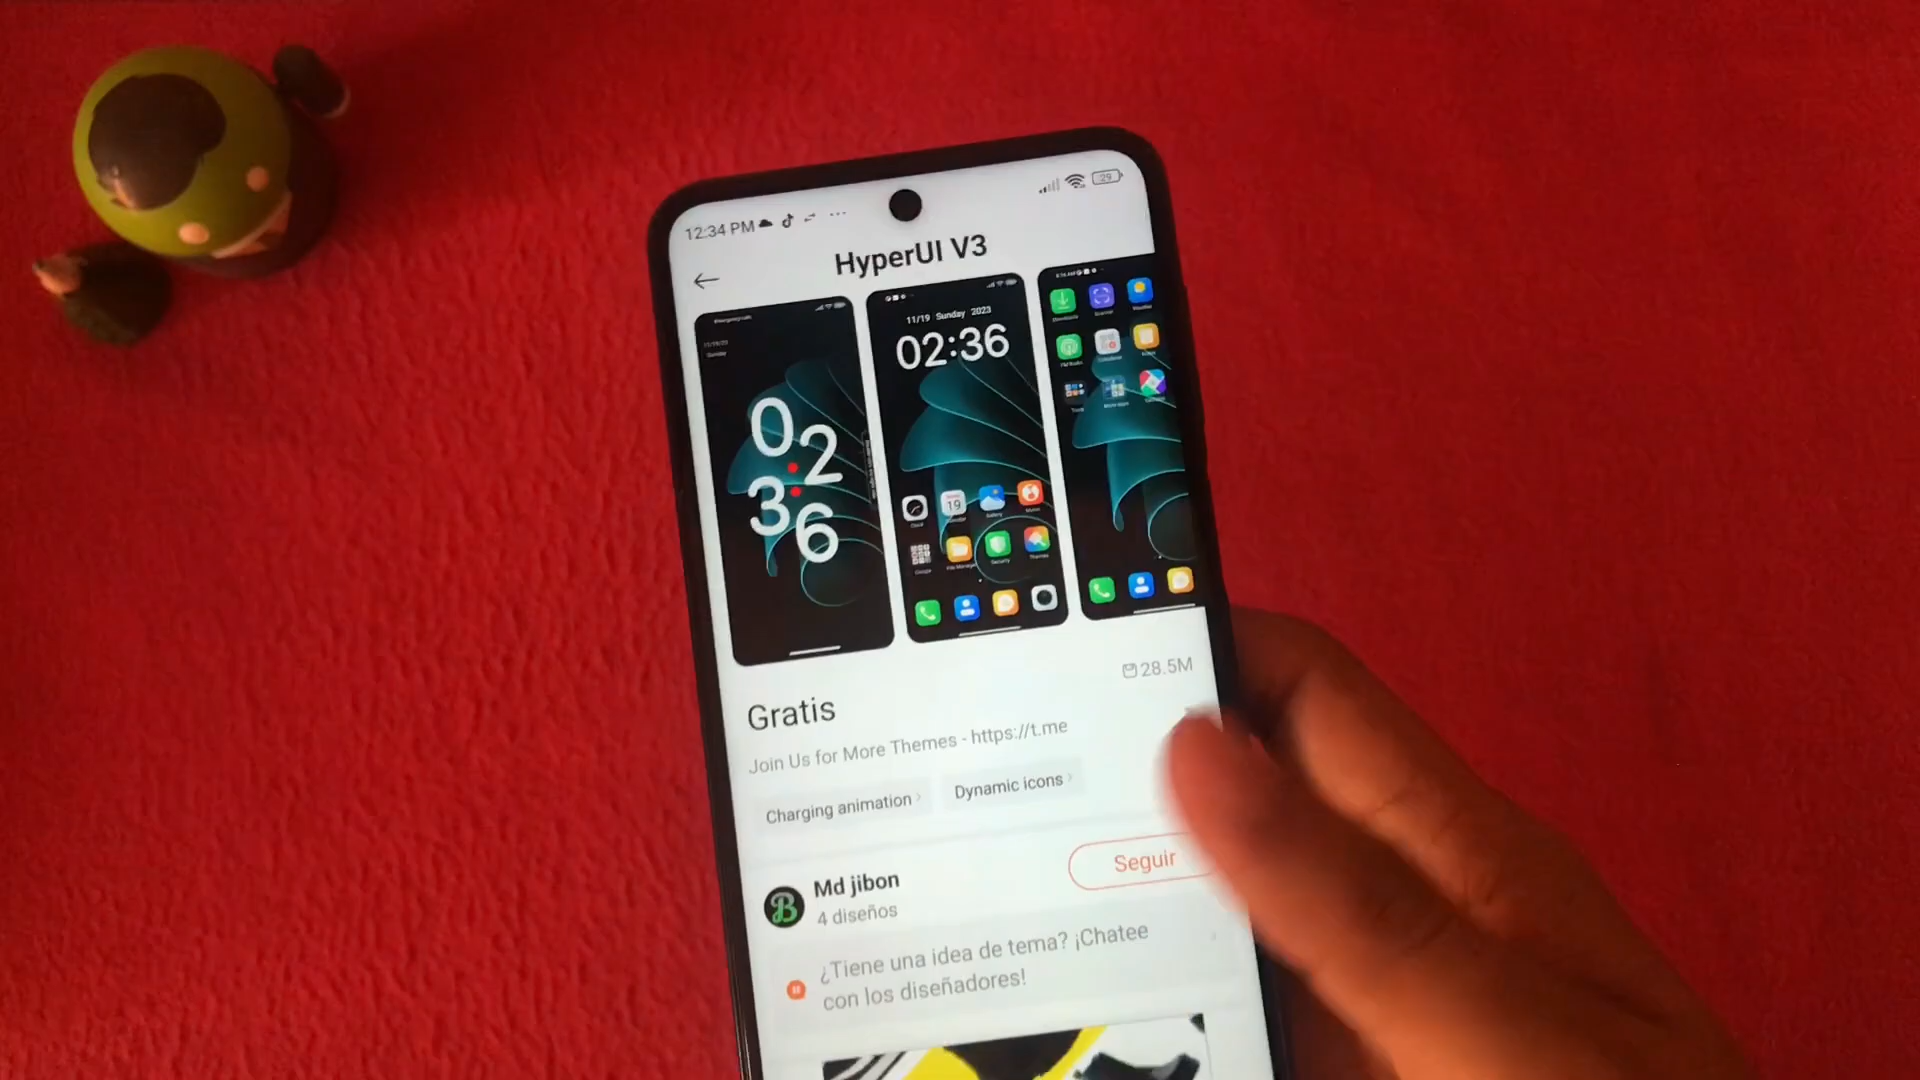 12:34 PM
29
HyperUI V3
02
36
11/19 Sunday 2023
02:36
19
28.5M
Gratis
Join Us for More Themes - https://t.me
Charging animation
Dynamic icons
Md jibon
Seguir
4 diseños
¿Tiene una idea de tema? ¡Chatee
con los diseñadores!